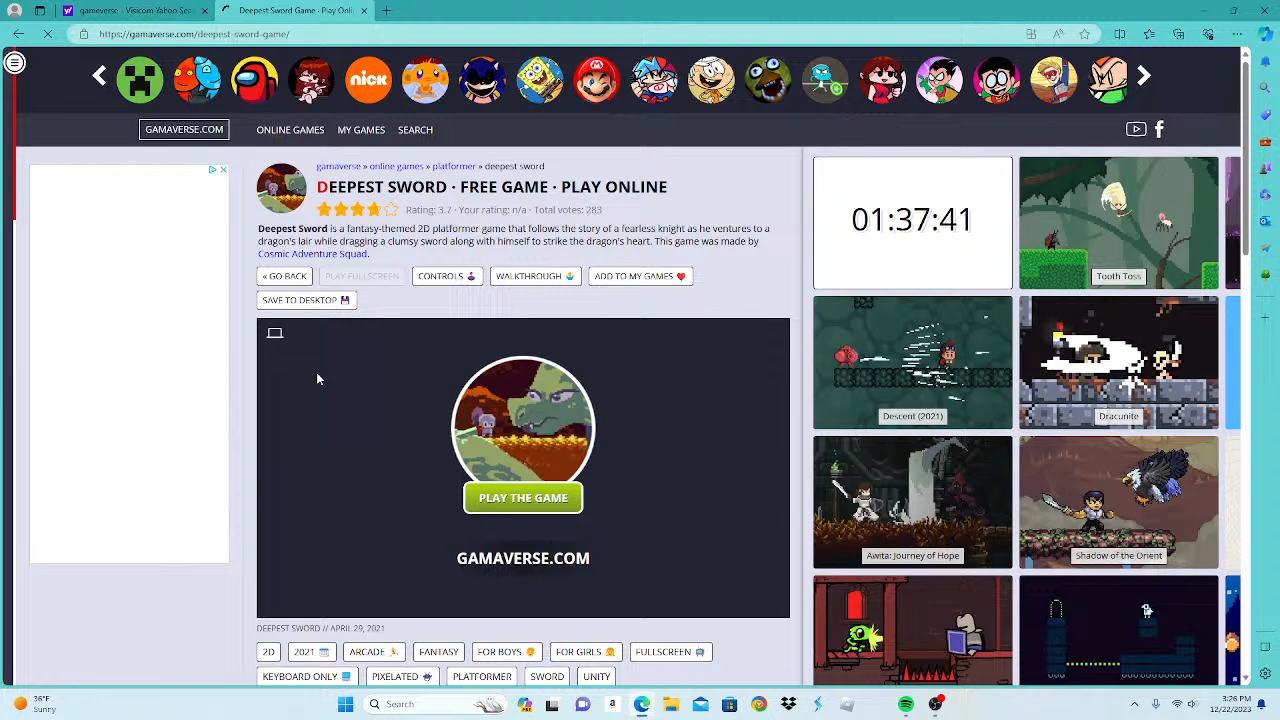 gameverse - Visicom Yahoo Sea
Deepest Sword Game - Play Onli
https://gamaverse.com/deepest-sword-game/
nick
GAMAVERSE.COM
ONLINE GAMES
MY GAMES
SEARCH
gamaverse » online games » platformer » deepest sword
DEEPEST SWORD · FREE GAME · PLAY ONLINE
Rating: 3.7 · Your rating: n/a · Total votes: 283
Deepest Sword is a fantasy-themed 2D platformer game that follows the story of a fearless knight as he ventures to a
dragon's lair while dragging a clumsy sword along with himself to strike the dragon's heart. This game was made by
Cosmic Adventure Squad.
« GO BACK
PLAY FULLSCREEN
CONTROLS
WALKTHROUGH
ADD TO MY GAMES
SAVE TO DESKTOP
PLAY THE GAME
GAMAVERSE.COM
DEEPEST SWORD // APRIL 29, 2021
2D
2021
ARCADE
FANTASY
FOR BOYS
FOR GIRLS
FULLSCREEN
KEYBOARD ONLY
PIXELATED
PLATFORMER
SWORD
UNITY
01:37:41
Tooth Toss
Descent (2021)
Dracunite
Awita: Journey of Hope
Shadow of the Orient
36°F
Sunny
Search
3:26 PM
12/22/2023